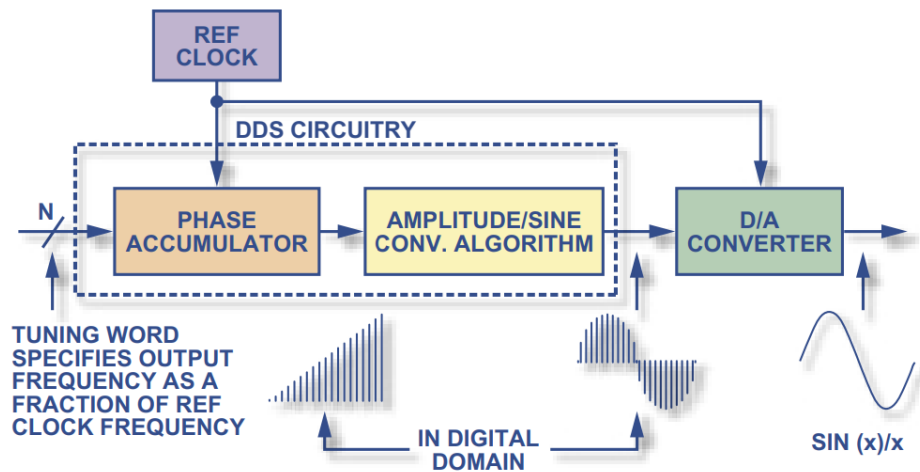 REF
CLOCK
DDS CIRCUITRY
N
PHASE
ACCUMULATOR
AMPLITUDE/SINE
CONV. ALGORITHM
D/A
CONVERTER
TUNING WORD
SPECIFIES OUTPUT
FREQUENCY AS A
FRACTION OF REF
CLOCK FREQUENCY
IN DIGITAL
DOMAIN
SIN (x)/x